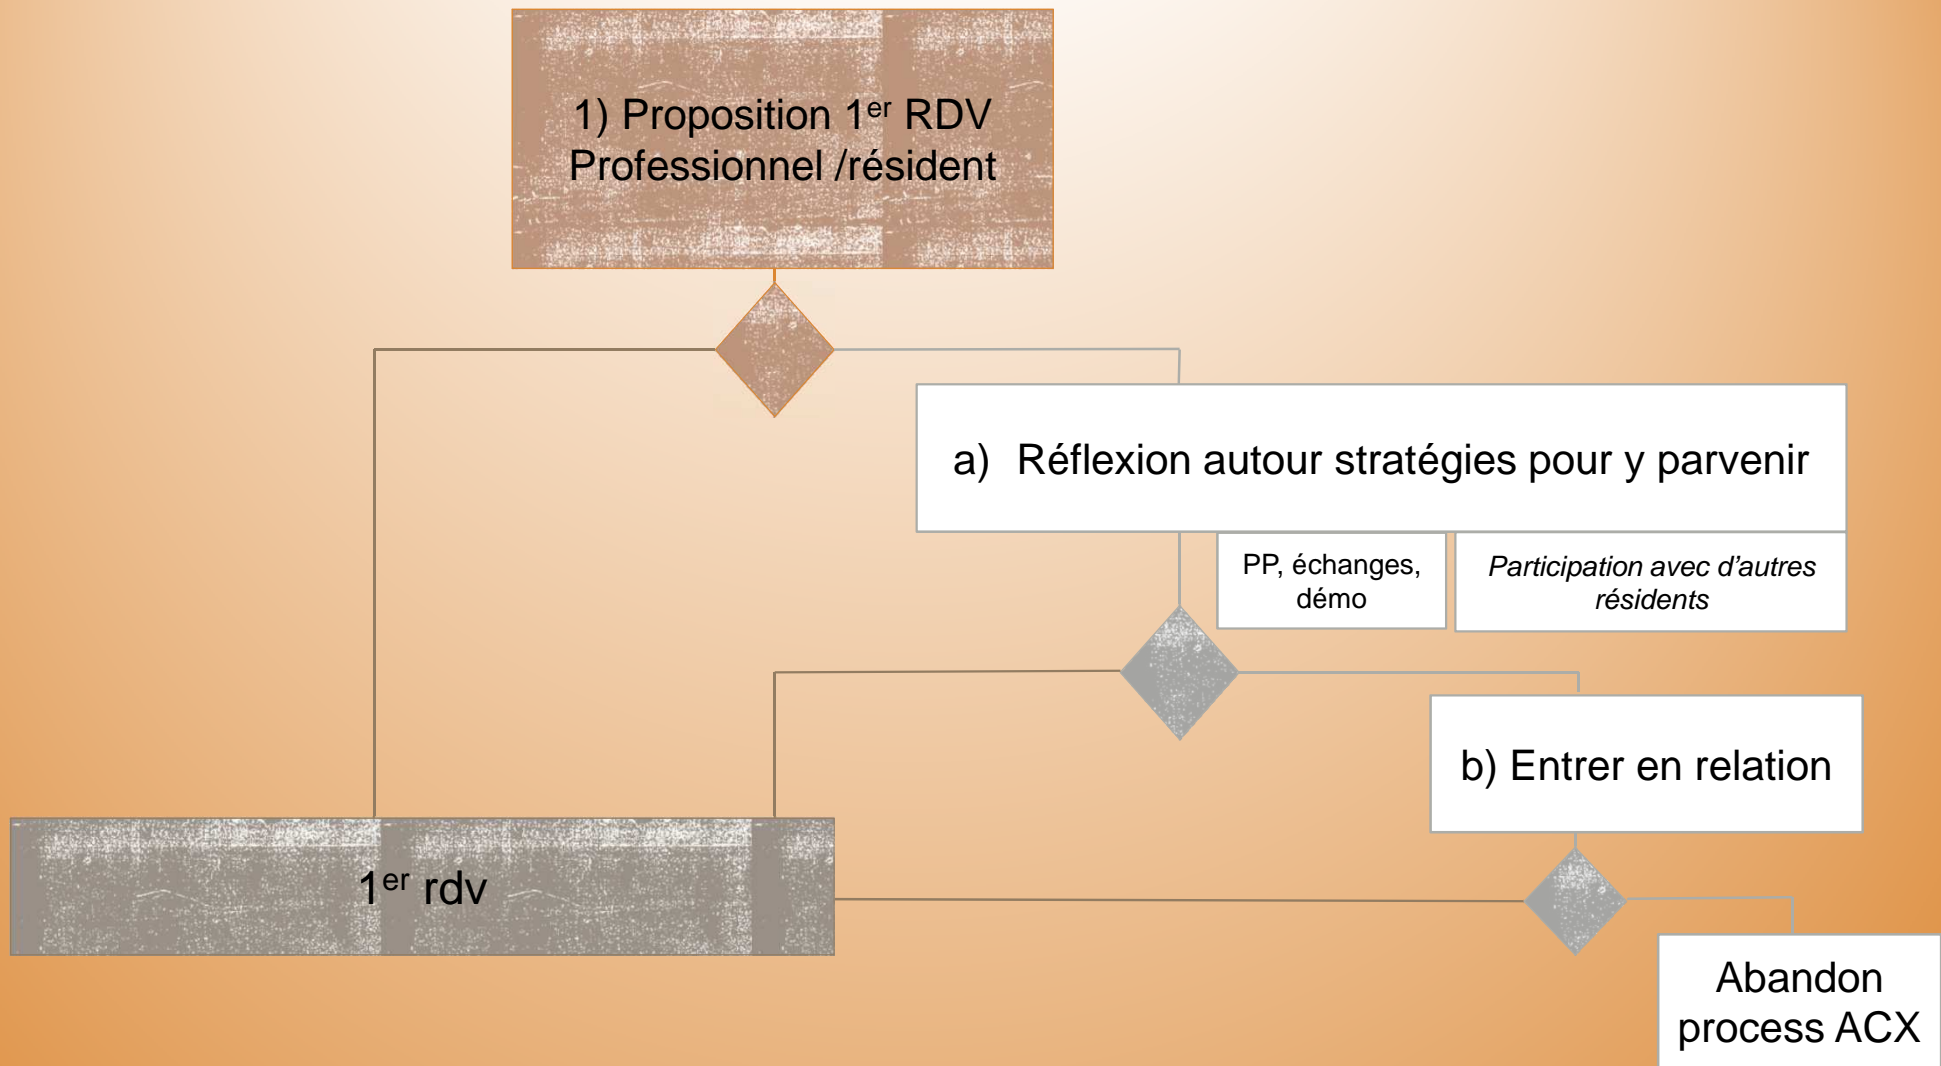 1) Proposition 1er RDV
Professionnel /résident
a) Réflexion autour stratégies pour y parvenir
PP, échanges,
démo
Participation avec d'autres
résidents
b) Entrer en relation
1er rdv
Abandon
process ACX